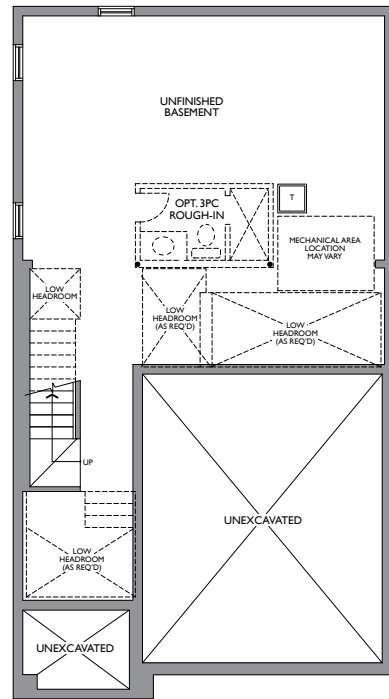 UNFINISHED
BASEMENT
OPT. 3PC
ROUGH-IN
T
MECHANICAL AREA
LOCATION
MAY VARY
LOW
HEADROOM
LOW
HEADROOM
(AS REQ'D)
LOW
HEADROOM
(AS REQ'D)
UP
UNEXCAVATED
LOW
HEADROOM
(AS REQ'D)
UNEXCAVATED